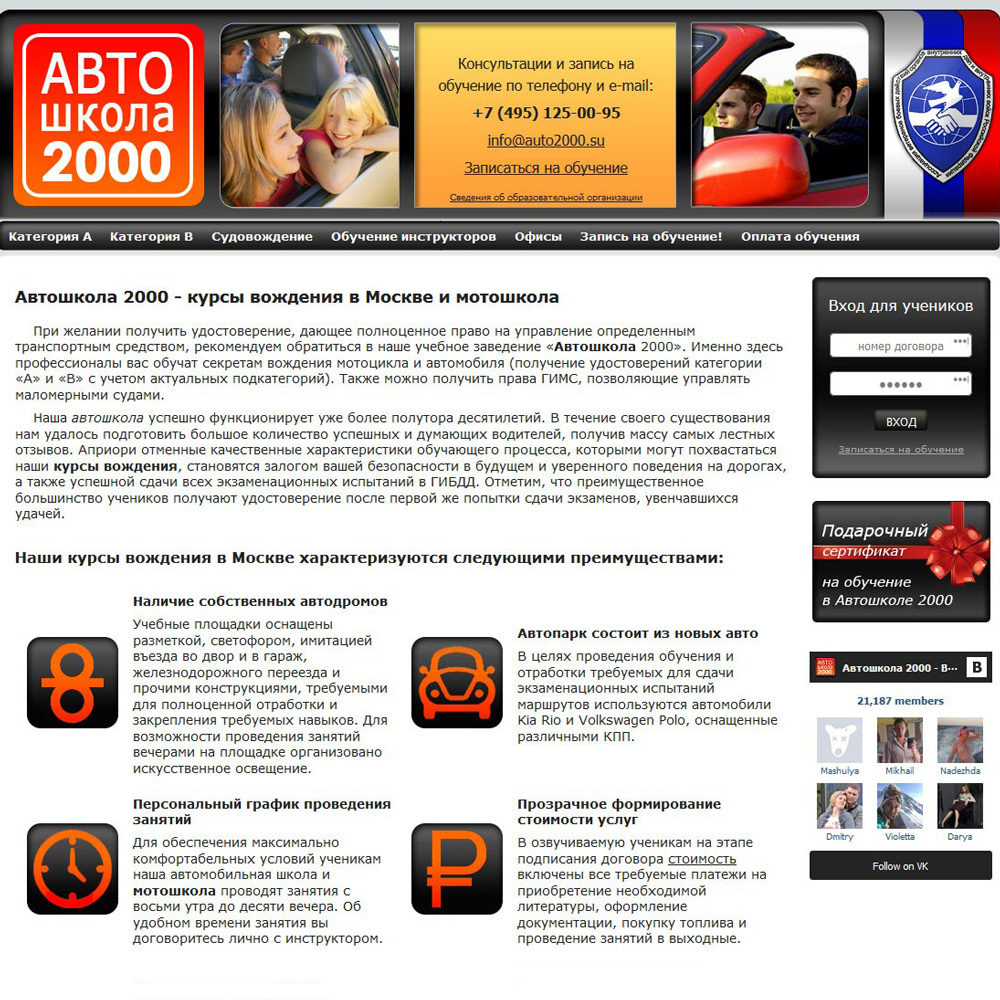 АВТО
школа
2000
Консультации и запись на
обучение по телефону и e-mail:
+7 (495) 125-00-95
info@auto2000.su
Записаться на обучение
Сведения об образовательной организации
Категория А Категория В Судовождение Обучение инструкторов Офисы Запись на обучение! Оплата обучения
Автошкола 2000 - курсы вождения в Москве и мотошкола
При желании получить удостоверение, дающее полноценное право на управление определенным
транспортным средством, рекомендуем обратиться в наше учебное заведение «Автошкола 2000». Именно здесь
профессионалы вас обучат секретам вождения мотоцикла и автомобиля (получение удостоверений категории
«А» и «В» с учетом актуальных подкатегорий). Также можно получить права ГИМС, позволяющие управлять
маломерными судами.
Наша автошкола успешно функционирует уже более полутора десятилетий. В течение своего существования
нам удалось подготовить большое количество успешных и думающих водителей, получив массу самых лестных
отзывов. Априори отменные качественные характеристики обучающего процесса, которыми могут похвастаться
наши курсы вождения, становятся залогом вашей безопасности в будущем и уверенного поведения на дорогах,
а также успешной сдачи всех экзаменационных испытаний в ГИБДД. Отметим, что преимущественное
большинство учеников получают удостоверение после первой же попытки сдачи экзаменов, увенчавшихся
удачей.
Наши курсы вождения в Москве характеризуются следующими преимуществами:
Наличие собственных автодромов
Учебные площадки оснащены
разметкой, светофором, имитацией
въезда во двор и в гараж,
железнодорожного переезда и
прочими конструкциями, требуемыми
для полноценной отработки и
закрепления требуемых навыков. Для
возможности проведения занятий
вечерами на площадке организовано
искусственное освещение.
Автопарк состоит из новых авто
В целях проведения обучения и
отработки требуемых для сдачи
экзаменационных испытаний
маршрутов используются автомобили
Kia Rio и Volkswagen Polo, оснащенные
различными КПП.
Персональный график проведения
занятий
Для обеспечения максимально
комфортабельных условий ученикам
наша автомобильная школа и
мотошкола проводят занятия с
восьми утра до десяти вечера. Об
удобном времени занятия вы
договоритесь лично с инструктором.
Прозрачное формирование
стоимости услуг
В озвучиваемую ученикам на этапе
подписания договора стоимость
включены все требуемые платежи на
приобретение необходимой
литературы, оформление
документации, покупку топлива и
проведение занятий в выходные.
Вход для учеников
номер договора
ВХОД
Записаться на обучение
Подарочный
сертификат
на обучение
в Автошколе 2000
АВТО
школа
2000
Автошкола 2000 - В··· В
21,187 members
Mashulya Mikhail Nadezhda
Dmitry Violetta Darya
Follow on VK